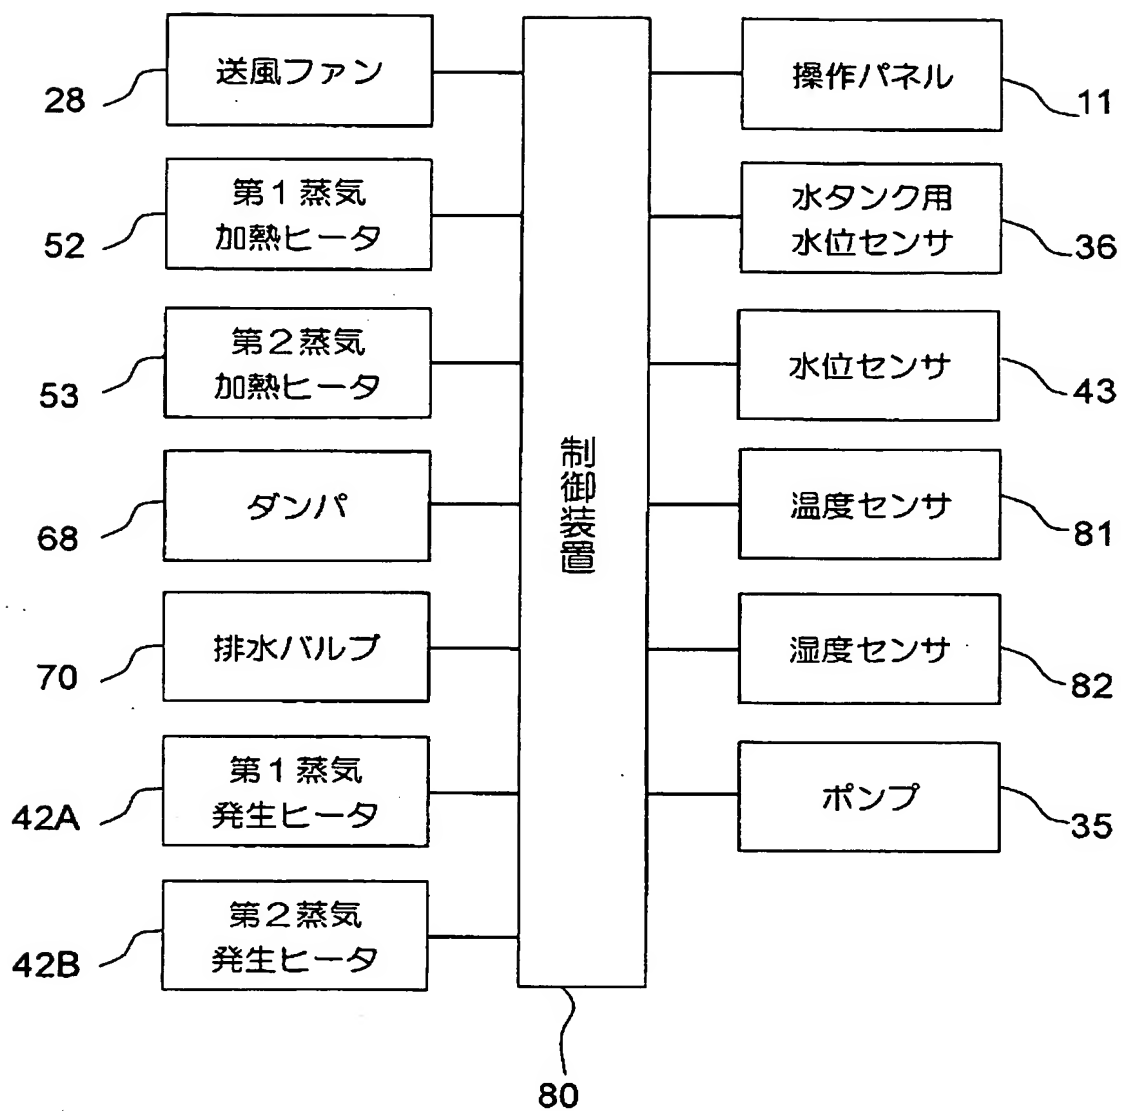 送風ファン
28
第1蒸気
加熱ヒータ
52
第2蒸気
加熱ヒータ
53
ダンパ
68
排水バルブ
70
第1蒸気
発生ヒータ
42A
第2蒸気
発生ヒータ
42B
制御装置
80
操作パネル
11
水タンク用
水位センサ
36
水位センサ
43
温度センサ
81
湿度センサ
82
ポンプ
35